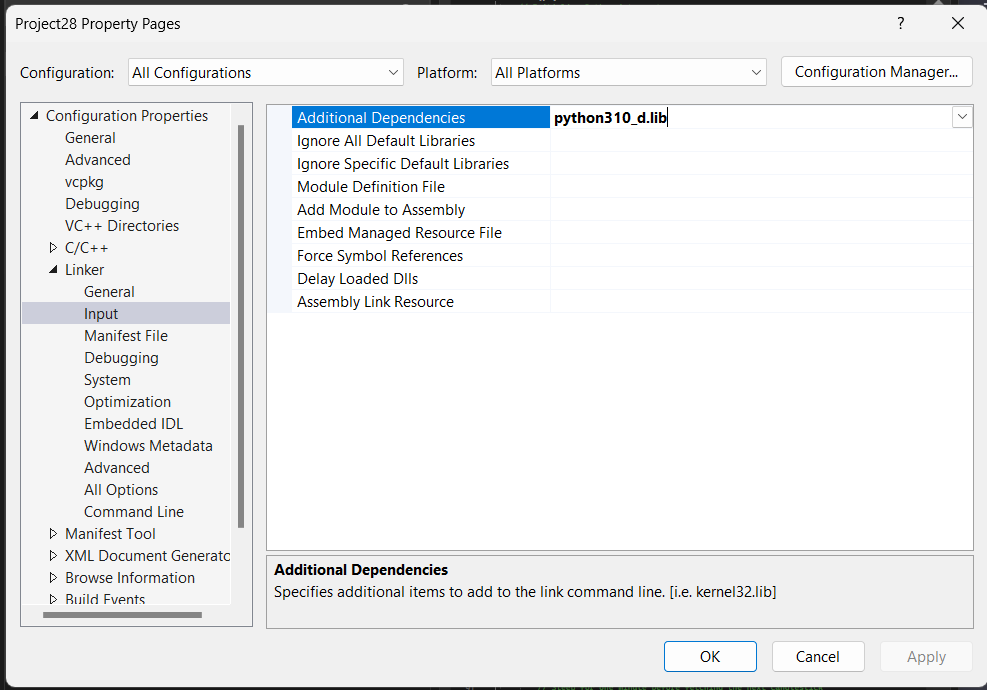 Project28 Property Pages
?
Configuration: All Configurations Platform: All Platforms Configuration Manager...
Configuration Properties
General
Advanced
vcpkg
Debugging
VC++ Directories
C/C++
Linker
General
Input
Manifest File
Debugging
System
Optimization
Embedded IDL
Windows Metadata
Advanced
All Options
Command Line
Manifest Tool
XML Document Generato
Browse Information
Build Events
Additional Dependencies python310_d.lib
Ignore All Default Libraries
Ignore Specific Default Libraries
Module Definition File
Add Module to Assembly
Embed Managed Resource File
Force Symbol References
Delay Loaded Dlls
Assembly Link Resource
Additional Dependencies
Specifies additional items to add to the link command line. [i.e. kernel32.lib]
OK Cancel Apply